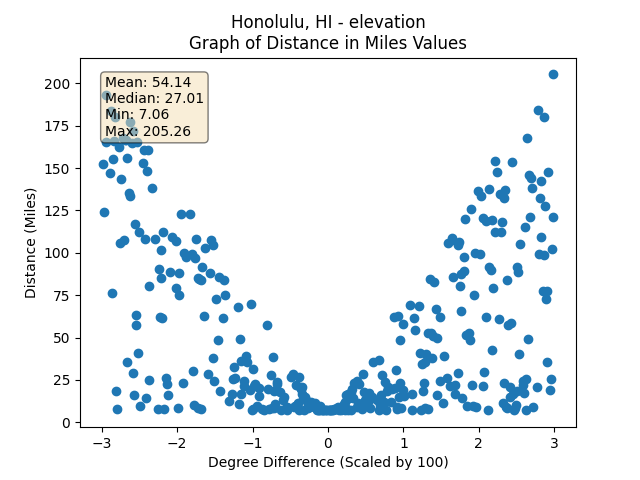 Honolulu, HI - elevation
Graph of Distance in Miles Values
Mean: 54.14
Median: 27.01
Min: 7.06
Max: 205.26
200
175
150
125
100
75
50
25
0
Distance (Miles)
−3
−2
−1
0
1
2
3
Degree Difference (Scaled by 100)